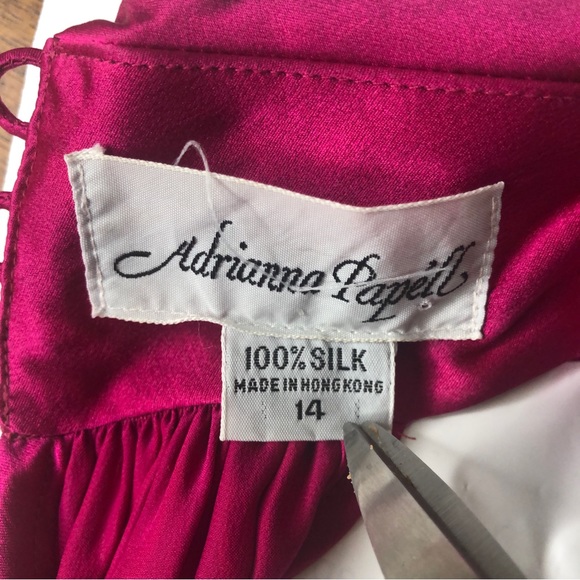 Adrianna Papell
100% SILK
MADE IN HONG KONG
14